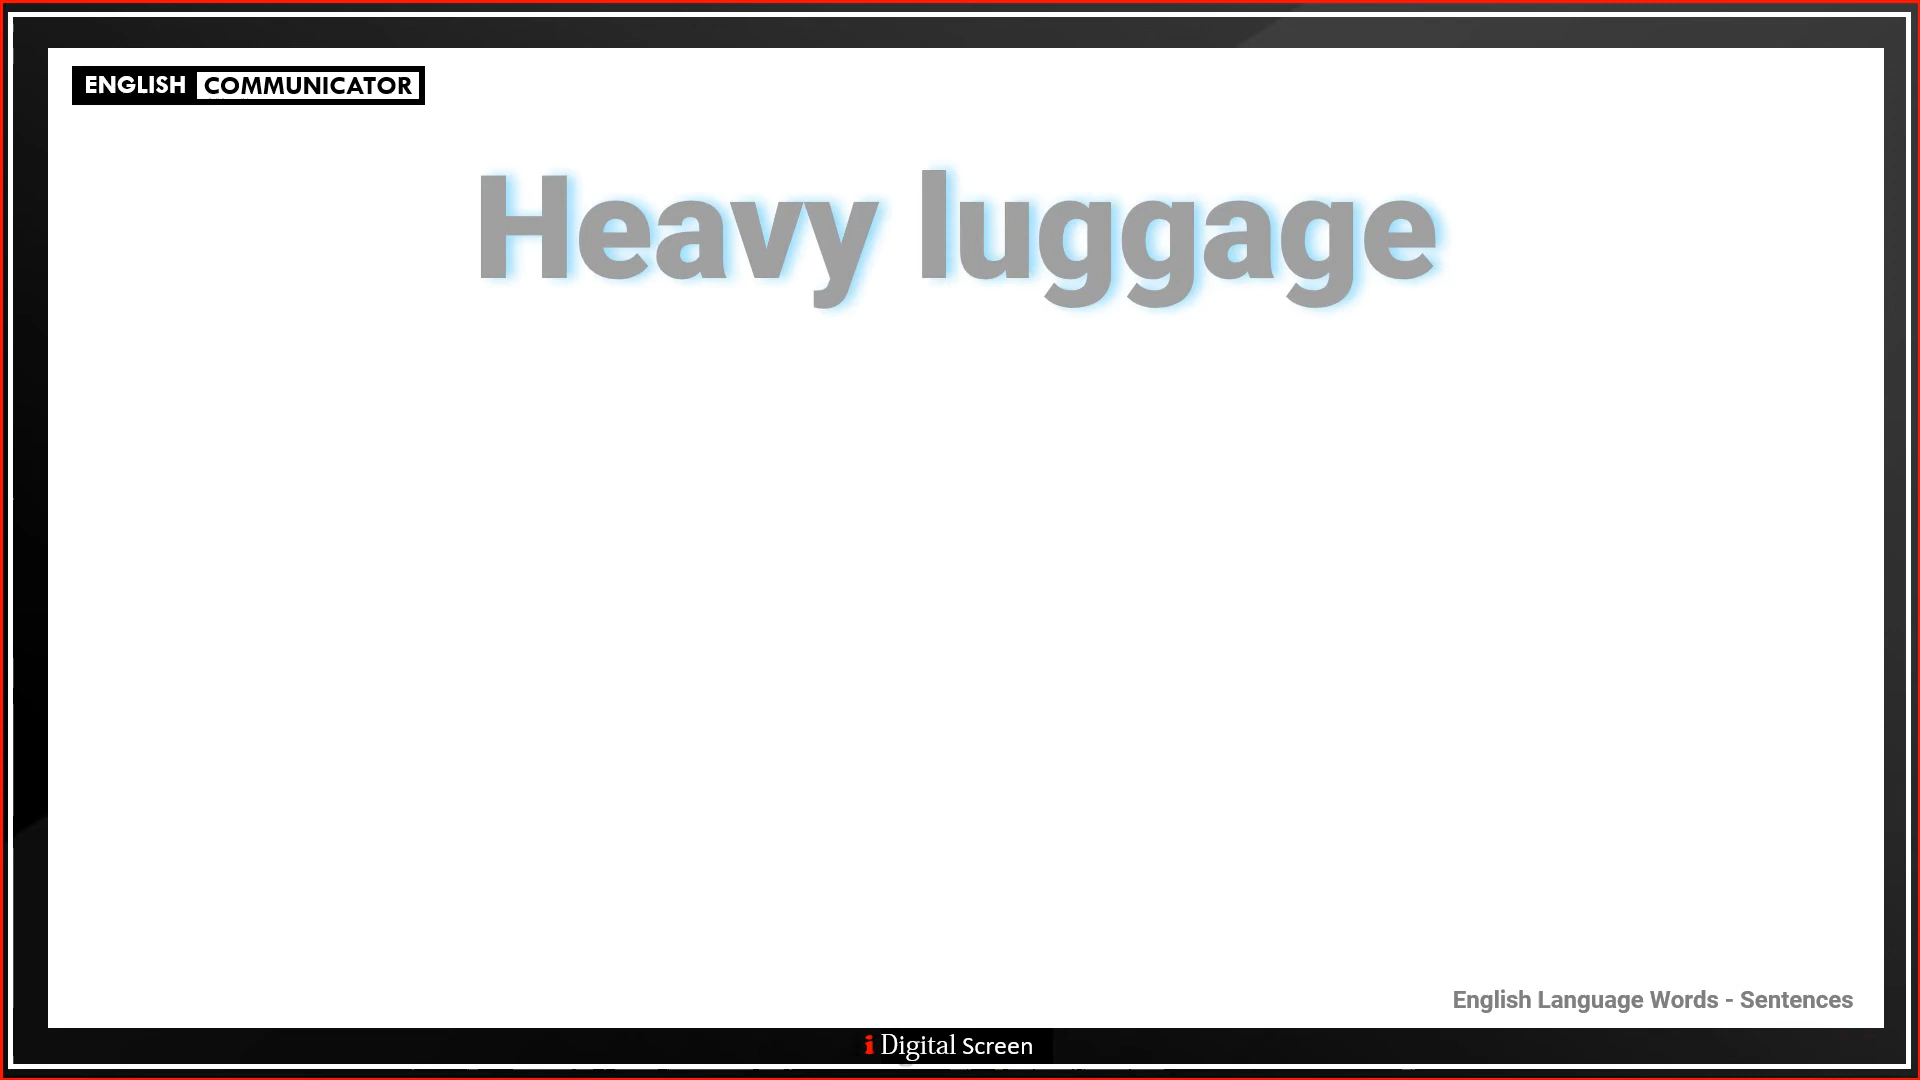 ENGLISH COMMUNICATOR
Heavy luggage
English Language Words - Sentences
i Digital Screen